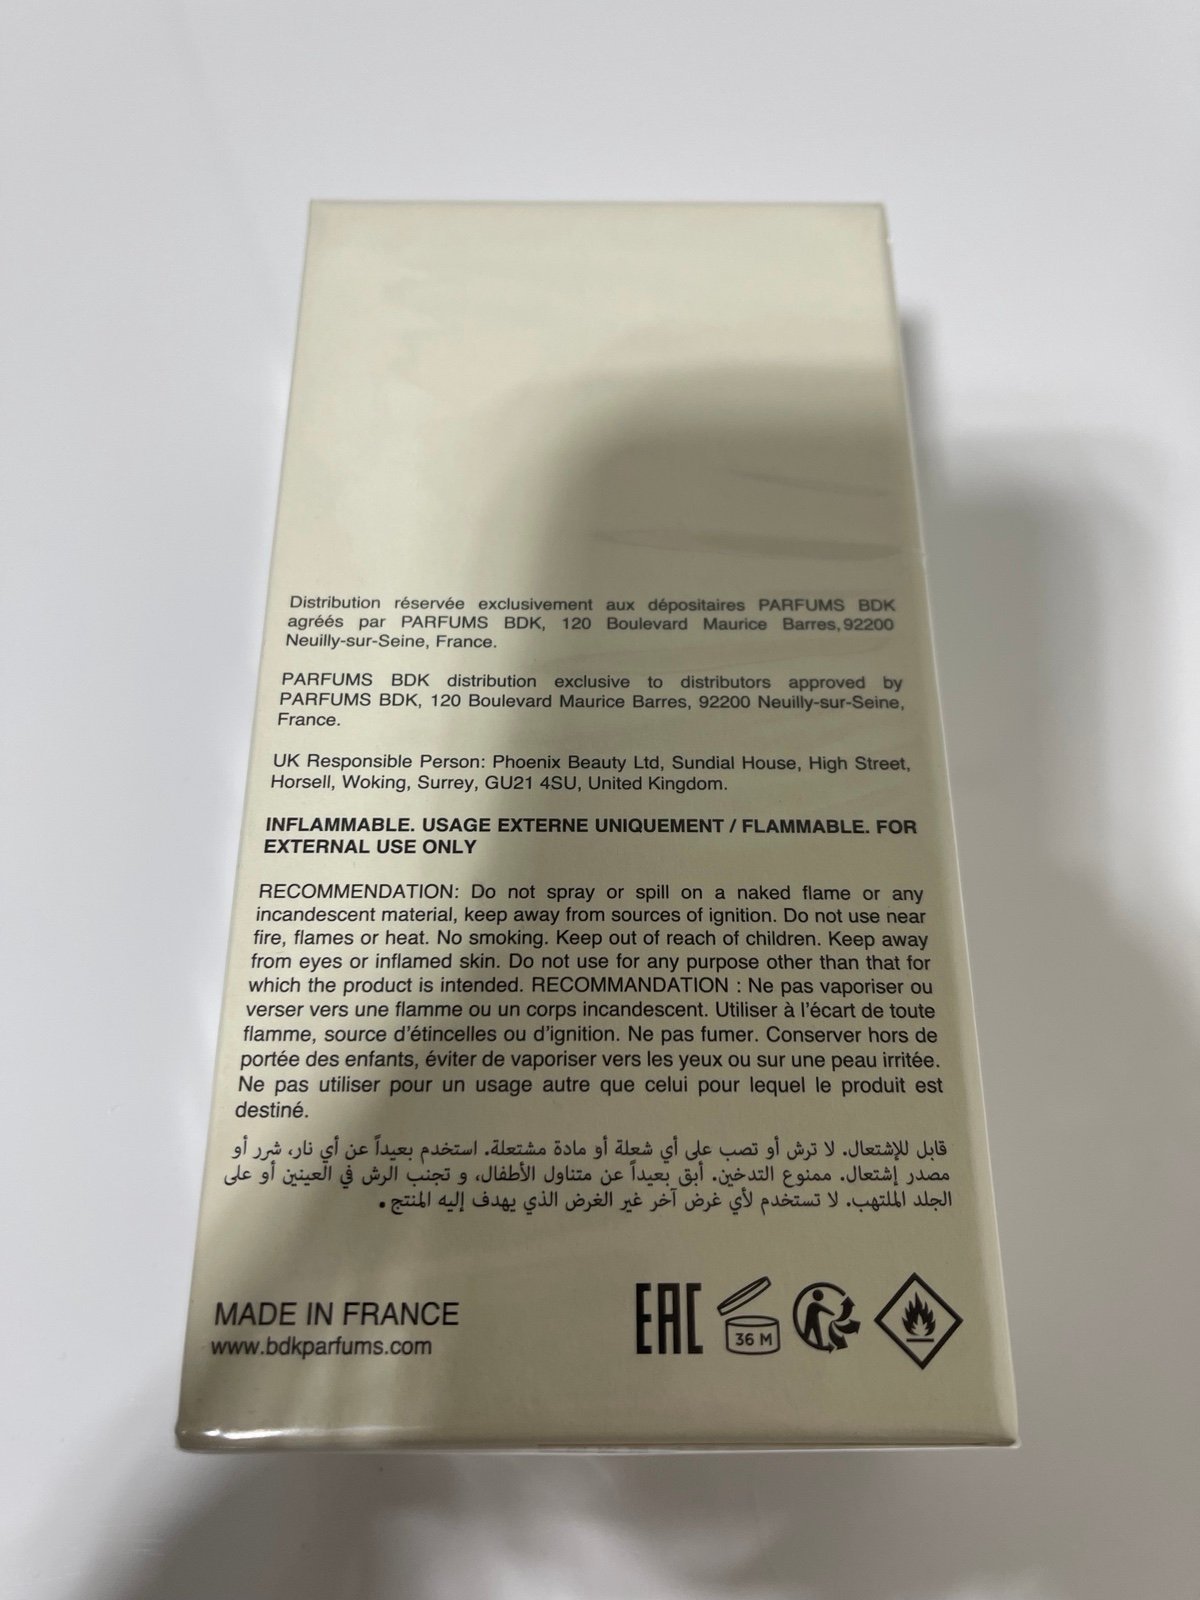 Distribution réservée exclusivement aux dépositaires PARFUMS BDK
agréés par PARFUMS BDK, 120 Boulevard Maurice Barres, 92200
Neuilly-sur-Seine, France.
PARFUMS BDK distribution exclusive to distributors approved by
PARFUMS BDK, 120 Boulevard Maurice Barres, 92200 Neuilly-sur-Seine,
France.
UK Responsible Person: Phoenix Beauty Ltd, Sundial House, High Street,
Horsell, Woking, Surrey, GU21 4SU, United Kingdom.
INFLAMMABLE. USAGE EXTERNE UNIQUEMENT / FLAMMABLE. FOR
EXTERNAL USE ONLY
RECOMMENDATION: Do not spray or spill on a naked flame or any
incandescent material, keep away from sources of ignition. Do not use near
fire, flames or heat. No smoking. Keep out of reach of children. Keep away
from eyes or inflamed skin. Do not use for any purpose other than that for
which the product is intended. RECOMMANDATION : Ne pas vaporiser ou
verser vers une flamme ou un corps incandescent. Utiliser à l'écart de toute
flamme, source d'étincelles ou d'ignition. Ne pas fumer. Conserver hors de
portée des enfants, éviter de vaporiser vers les yeux ou sur une peau irritée.
Ne pas utiliser pour un usage autre que celui pour lequel le produit est
destiné.
قابل للإشتعال. لا ترش أو تصب على أي شعلة أو مادة مشتعلة. استخدم بعيداً عن أي نار، شرر أو
مصدر إشتعال. ممنوع التدخين. أبق بعيداً عن متناول الأطفال، و تجنب الرش في العينين أو على
الجلد الملتهب. لا تستخدم لأي غرض آخر غير الغرض الذي يهدف إليه المنتج.
MADE IN FRANCE
www.bdkparfums.com
EAC
36 M